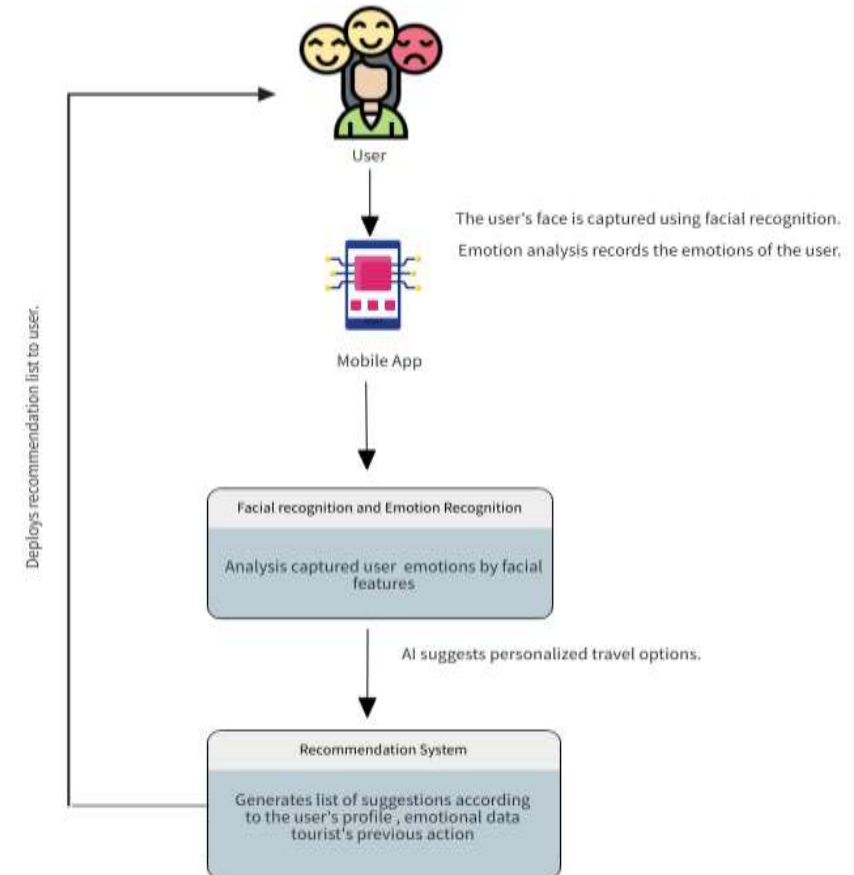 User
The user's face is captured using facial recognition.
Emotion analysis records the emotions of the user.
Mobile App
Deploys recommendation list to user.
Facial recognition and Emotion Recognition
Analysis captured user emotions by facial
features
AI suggests personalized travel options.
Recommendation System
Generates list of suggestions according
to the user's profile , emotional data
tourist's previous action